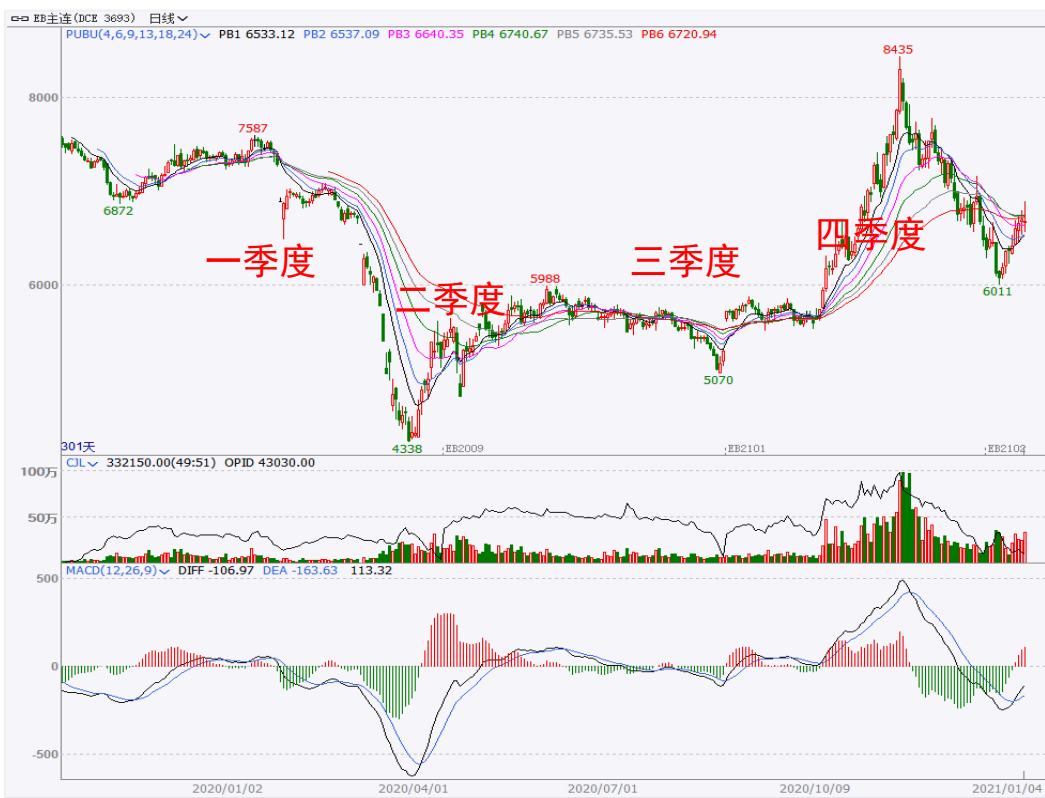 EB主连(DCE 3693) 日线
PUBU(4,6,9,13,18,24) PB1 6533.12 PB2 6537.09 PB3 6640.35 PB4 6740.67 PB5 6735.53 PB6 6720.94
8435
8000
7587
6872
四季度
一季度
三季度
二季度
5988
6000
6011
5070
4338
301天
EB2009
EB2101
EB2102
CJL 332150.00(49:51) OPID 43030.00
100万
50万
MACD(12,26,9) DIFF -106.97 DEA -163.63 113.32
500
0
-500
2020/01/02
2020/04/01
2020/07/01
2020/10/09
2021/01/04